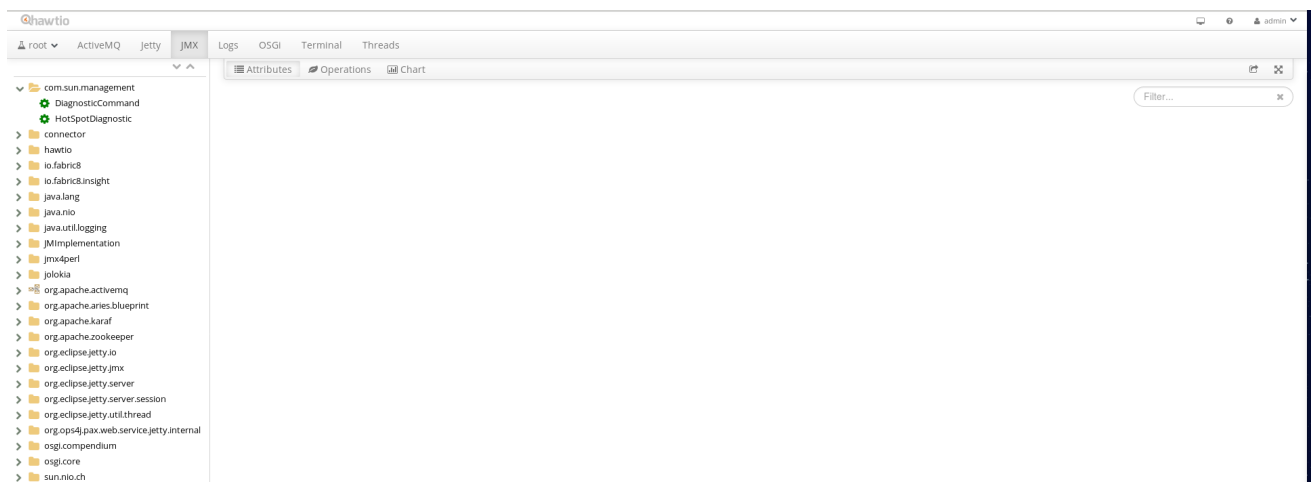 hawtio
admin
root ActiveMQ Jetty JMX Logs OSGi Terminal Threads
Attributes Operations Chart
Filter...
com.sun.management
DiagnosticCommand
HotSpotDiagnostic
connector
hawtio
io.fabric8
io.fabric8.insight
java.lang
java.nio
java.util.logging
JMImplementation
jmx4perl
jolokia
org.apache.activemq
org.apache.aries.blueprint
org.apache.karaf
org.apache.zookeeper
org.eclipse.jetty.io
org.eclipse.jetty.jmx
org.eclipse.jetty.server
org.eclipse.jetty.server.session
org.eclipse.jetty.util.thread
org.ops4j.pax.web.service.jetty.internal
osgi.compendium
osgi.core
sun.nio.ch